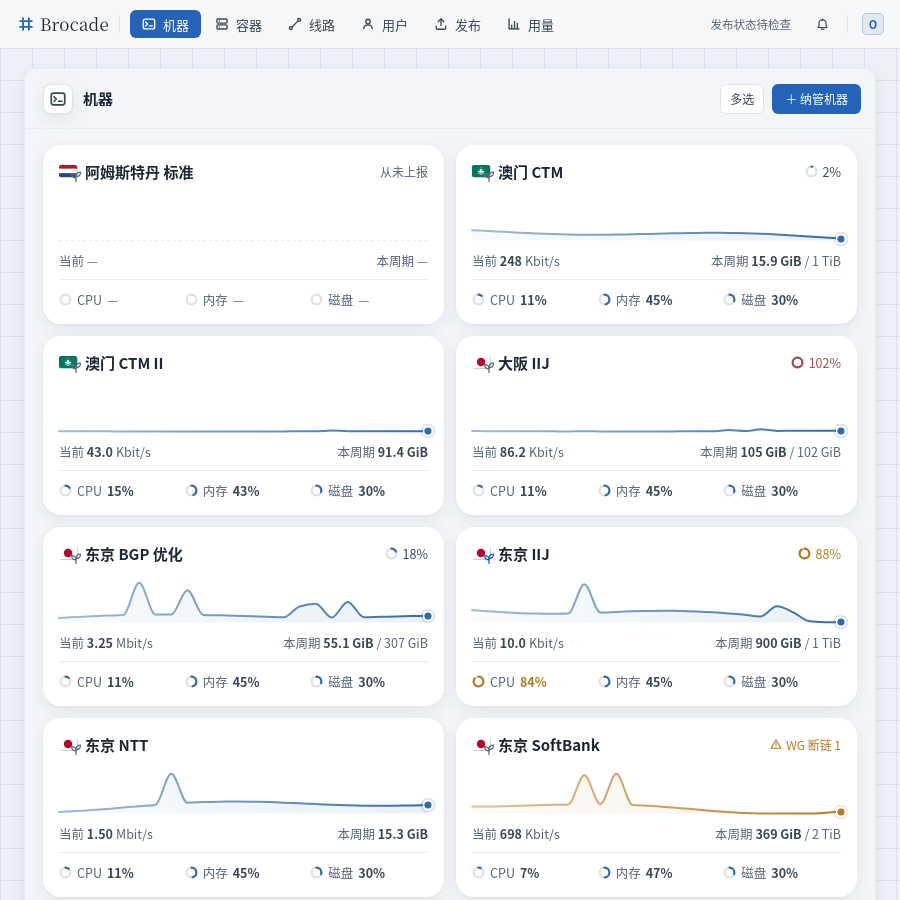 Brocade 机器 容器 线路 用户 发布 用量 发布状态待检查 O
机器 多选 + 纳管机器
阿姆斯特丹 标准 从未上报
当前 — 本周期 —
CPU — 内存 — 磁盘 —
澳门 CTM 2%
当前 248 Kbit/s 本周期 15.9 GiB / 1 TiB
CPU 11% 内存 45% 磁盘 30%
澳门 CTM II
当前 43.0 Kbit/s 本周期 91.4 GiB
CPU 15% 内存 43% 磁盘 30%
大阪 IIJ 102%
当前 86.2 Kbit/s 本周期 105 GiB / 102 GiB
CPU 11% 内存 45% 磁盘 30%
东京 BGP 优化 18%
当前 3.25 Mbit/s 本周期 55.1 GiB / 307 GiB
CPU 11% 内存 45% 磁盘 30%
东京 IIJ 88%
当前 10.0 Kbit/s 本周期 900 GiB / 1 TiB
CPU 84% 内存 45% 磁盘 30%
东京 NTT
当前 1.50 Mbit/s 本周期 15.3 GiB
CPU 11% 内存 45% 磁盘 30%
东京 SoftBank WG 断链 1
当前 698 Kbit/s 本周期 369 GiB / 2 TiB
CPU 7% 内存 47% 磁盘 30%